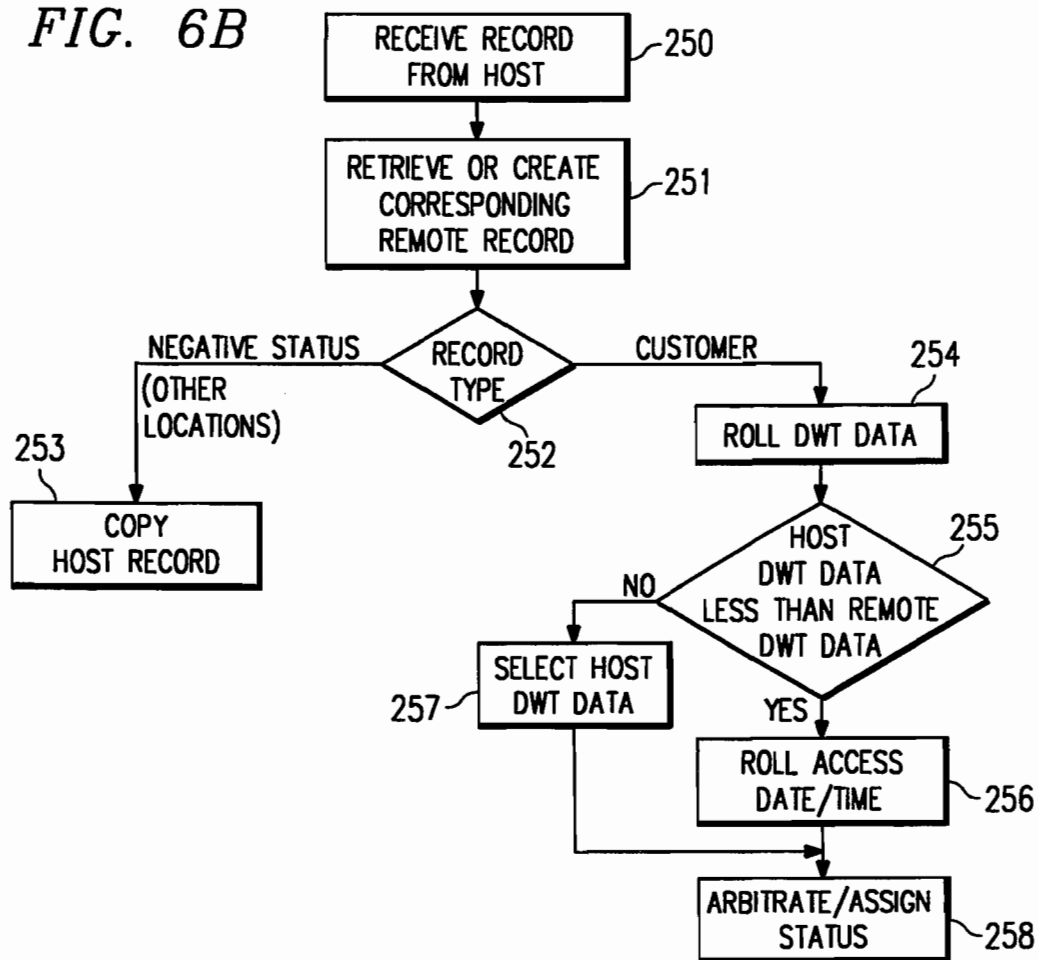 FIG. 6B
RECEIVE RECORD
FROM HOST
250
RETRIEVE OR CREATE
CORRESPONDING
REMOTE RECORD
251
NEGATIVE STATUS
(OTHER
LOCATIONS)
RECORD
TYPE
252
CUSTOMER
253
COPY
HOST RECORD
254
ROLL DWT DATA
HOST
DWT DATA
LESS THAN REMOTE
DWT DATA
255
NO
SELECT HOST
DWT DATA
257
YES
ROLL ACCESS
DATE/TIME
256
ARBITRATE/ASSIGN
STATUS
258